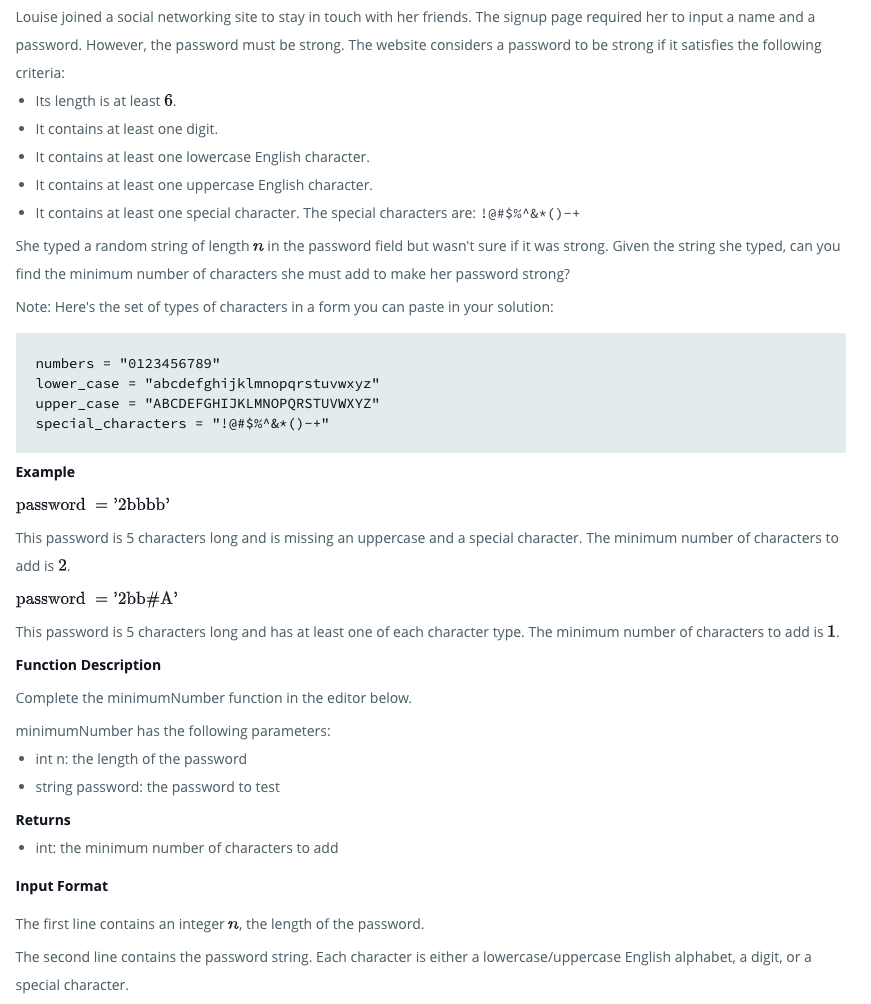 Louise joined a social networking site to stay in touch with her friends. The signup page required her to input a name and a
password. However, the password must be strong. The website considers a password to be strong if it satisfies the following
criteria:
• Its length is at least 6.
• It contains at least one digit.
• It contains at least one lowercase English character.
• It contains at least one uppercase English character.
• It contains at least one special character. The special characters are: !@#$%^&*()-+
She typed a random string of length n in the password field but wasn't sure if it was strong. Given the string she typed, can you
find the minimum number of characters she must add to make her password strong?
Note: Here's the set of types of characters in a form you can paste in your solution:
numbers = "0123456789"
lower_case = "abcdefghijklmnopqrstuvwxyz"
upper_case = "ABCDEFGHIJKLMNOPQRSTUVWXYZ"
special_characters = "!@#$%^&*()-+"
Example
password = '2bbbb'
This password is 5 characters long and is missing an uppercase and a special character. The minimum number of characters to
add is 2.
password = '2bb#A'
This password is 5 characters long and has at least one of each character type. The minimum number of characters to add is 1.
Function Description
Complete the minimumNumber function in the editor below.
minimumNumber has the following parameters:
• int n: the length of the password
• string password: the password to test
Returns
• int: the minimum number of characters to add
Input Format
The first line contains an integer n, the length of the password.
The second line contains the password string. Each character is either a lowercase/uppercase English alphabet, a digit, or a
special character.